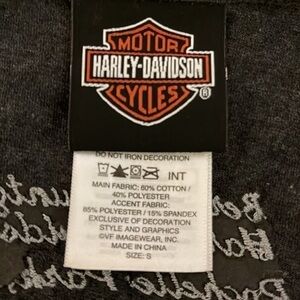 MOTOR
HARLEY-DAVIDSON
CYCLES
®
DO NOT IRON DECORATION
INT
MAIN FABRIC: 60% COTTON /
40% POLYESTER
ACCENT FABRIC:
85% POLYESTER / 15% SPANDEX
EXCLUSIVE OF DECORATION
STYLE AND GRAPHICS
©VF IMAGEWEAR, INC.
MADE IN CHINA
SIZE: S